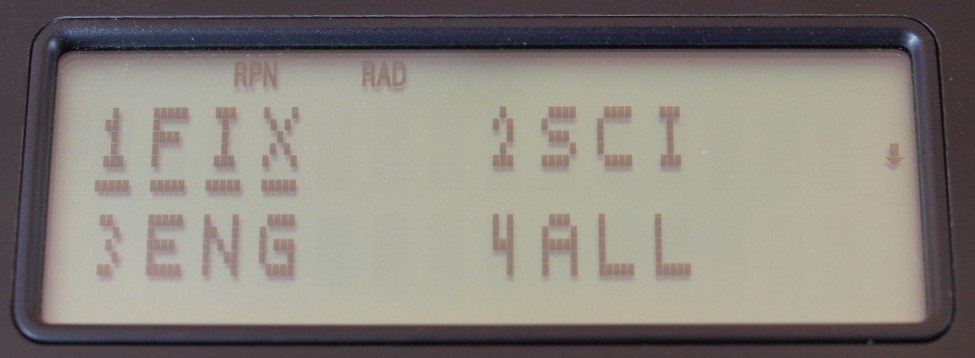 RPN RAD
1FIX 2SCI
3ENG 4ALL